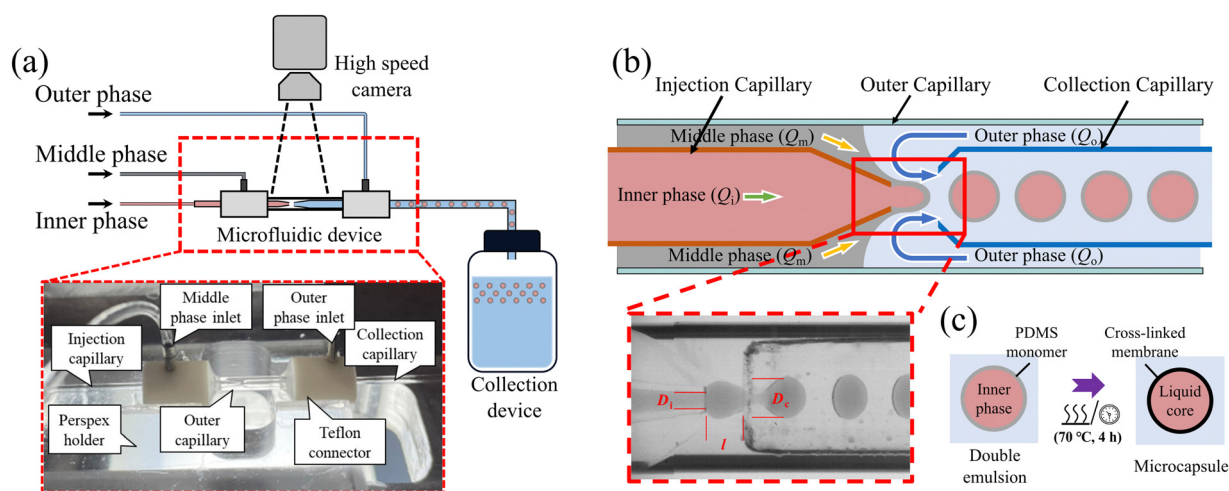 (a)
High speed
camera
Outer phase
Middle phase
Inner phase
Microfluidic device
Middle
phase inlet
Outer
phase inlet
Injection
capillary
Collection
capillary
Perspex
holder
Outer
capillary
Teflon
connector
Collection
device
(b)
Injection Capillary
Outer Capillary
Collection Capillary
Middle phase (Qm)
Outer phase (Qo)
Inner phase (Qi)
Middle phase (Qm)
Outer phase (Qo)
Di
Dc
l
(c)
PDMS
monomer
Cross-linked
membrane
Inner
phase
Liquid
core
(70 °C, 4 h)
Double
emulsion
Microcapsule